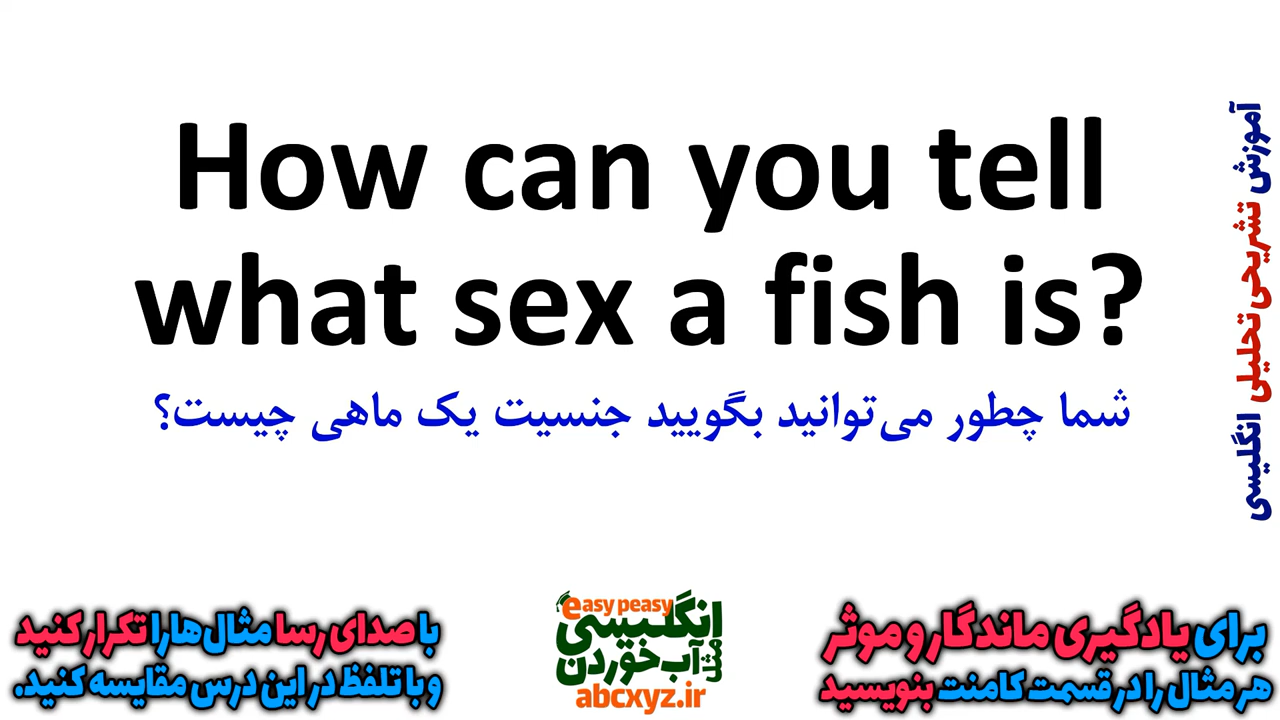 How can you tell
what sex a fish is?
شما چطور می‌توانید بگویید جنسیت یک ماهی چیست؟
آموزش تشریحی تحلیلی انگلیسی
برای یادگیری ماندگار و موثر
هر مثال را در قسمت کامنت بنویسید
easy peasy
انگلیسی
مثل آب خوردن
abcxyz.ir
با صدای رسا مثال‌ها را تکرار کنید
و با تلفظ در این درس مقایسه کنید.